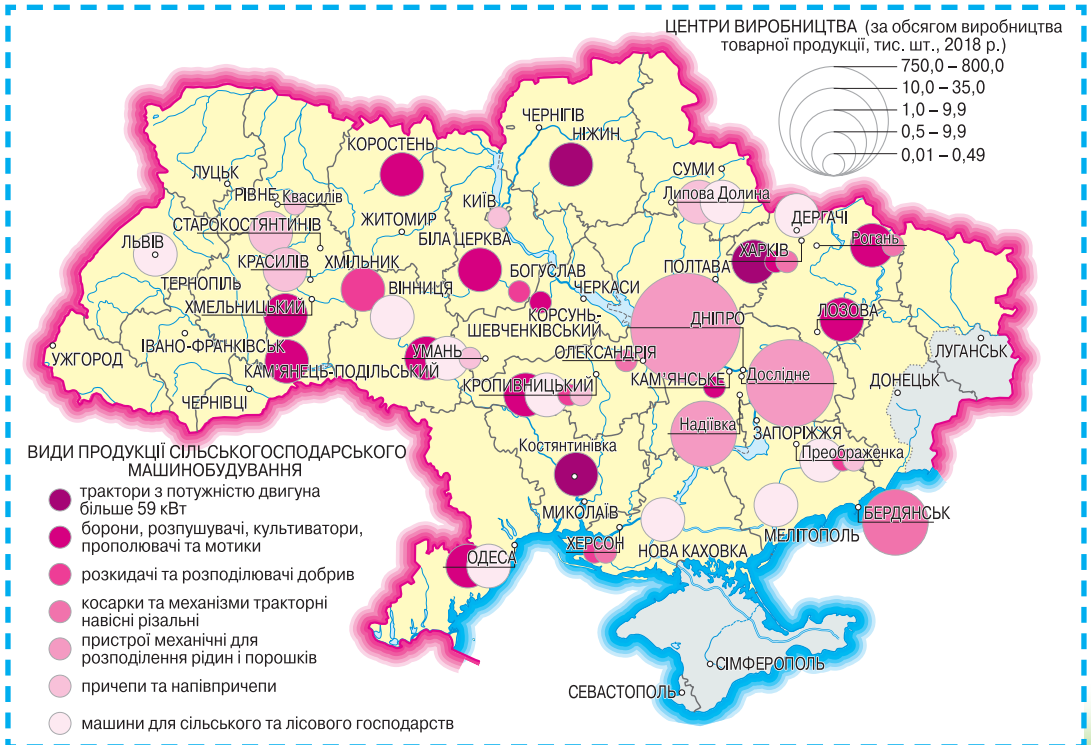 ЦЕНТРИ ВИРОБНИЦТВА (за обсягом виробництва
товарної продукції, тис. шт., 2018 р.)
750,0 – 800,0
10,0 – 35,0
1,0 – 9,9
0,5 – 9,9
0,01 – 0,49
ЧЕРНІГІВ
НІЖИН
КОРОСТЕНЬ
СУМИ
Липова Долина
ЛУЦЬК
РІВНЕ
Квасилів
КИЇВ
ДЕРГАЧІ
СТАРОКОСТЯНТИНІВ
ЖИТОМИР
ЛЬВІВ
БІЛА ЦЕРКВА
ХАРКІВ
Рогань
КРАСИЛІВ
ХМІЛЬНИК
БОГУСЛАВ
ПОЛТАВА
ТЕРНОПІЛЬ
ВІННИЦЯ
ЧЕРКАСИ
ХМЕЛЬНИЦЬКИЙ
КОРСУНЬ-
ШЕВЧЕНКІВСЬКИЙ
ДНІПРО
ЛОЗОВА
УЖГОРОД
ІВАНО-ФРАНКІВСЬК
УМАНЬ
ОЛЕКСАНДРІЯ
ЛУГАНСЬК
КАМ'ЯНЕЦЬ-ПОДІЛЬСЬКИЙ
КРОПИВНИЦЬКИЙ
КАМ'ЯНСЬКЕ
Дослідне
ДОНЕЦЬК
ЧЕРНІВЦІ
Надіївка
ЗАПОРІЖЖЯ
Костянтинівка
Преображенка
МИКОЛАЇВ
БЕРДЯНСЬК
МЕЛІТОПОЛЬ
ХЕРСОН
НОВА КАХОВКА
ОДЕСА
СІМФЕРОПОЛЬ
СЕВАСТОПОЛЬ
ВИДИ ПРОДУКЦІЇ СІЛЬСЬКОГОСПОДАРСЬКОГО
МАШИНОБУДУВАННЯ
трактори з потужністю двигуна
більше 59 кВт
борони, розпушувачі, культиватори,
прополювачі та мотики
розкидачі та розподілювачі добрив
косарки та механізми тракторні
навісні різальні
пристрої механічні для
розподілення рідин і порошків
причепи та напівпричепи
машини для сільського та лісового господарств